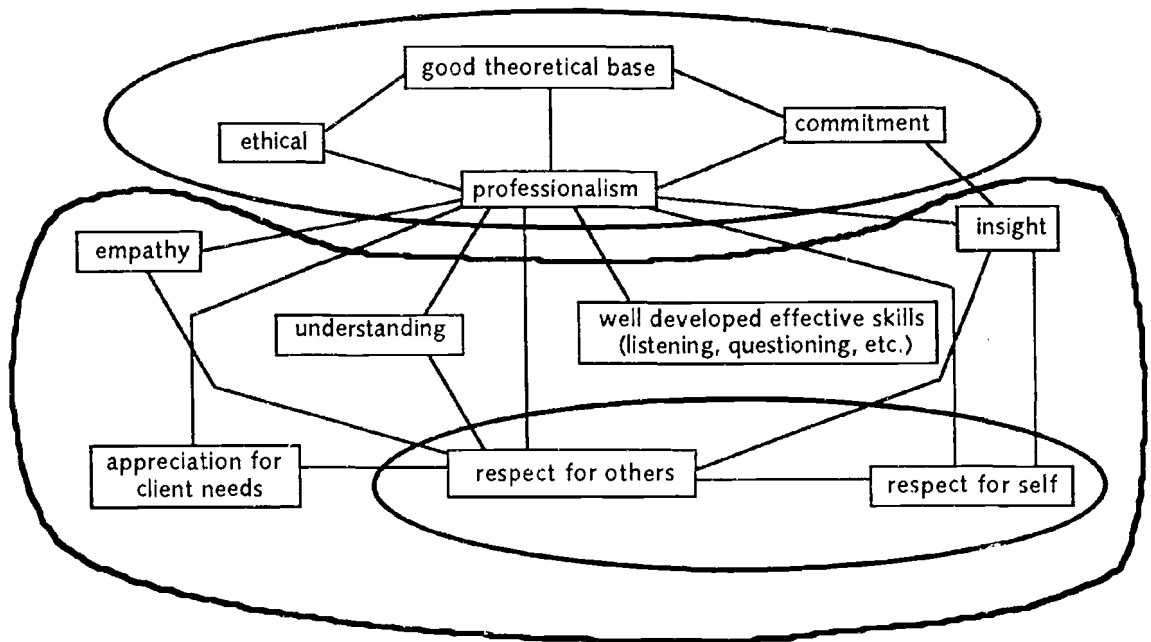 good theoretical base
ethical
commitment
professionalism
empathy
insight
understanding
well developed effective skills
(listening, questioning, etc.)
appreciation for
client needs
respect for others
respect for self